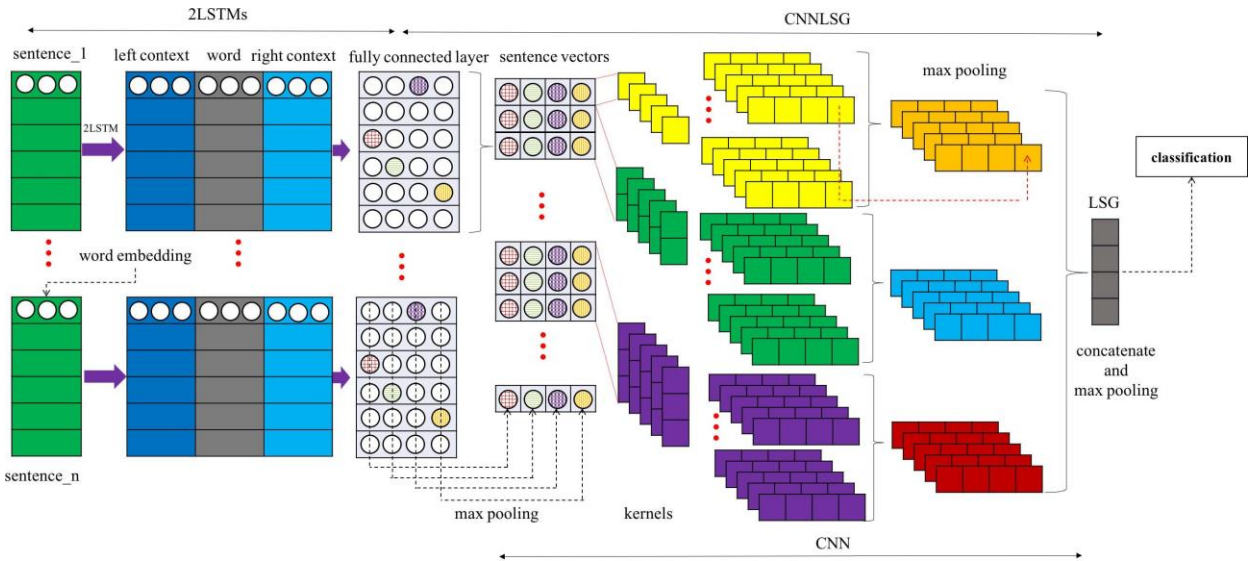 2LSTMs
CNNLSG
sentence_1
left context
word
right context
fully connected layer
sentence vectors
max pooling
2LSTM
classification
LSG
word embedding
concatenate
and
max pooling
sentence_n
max pooling
kernels
CNN